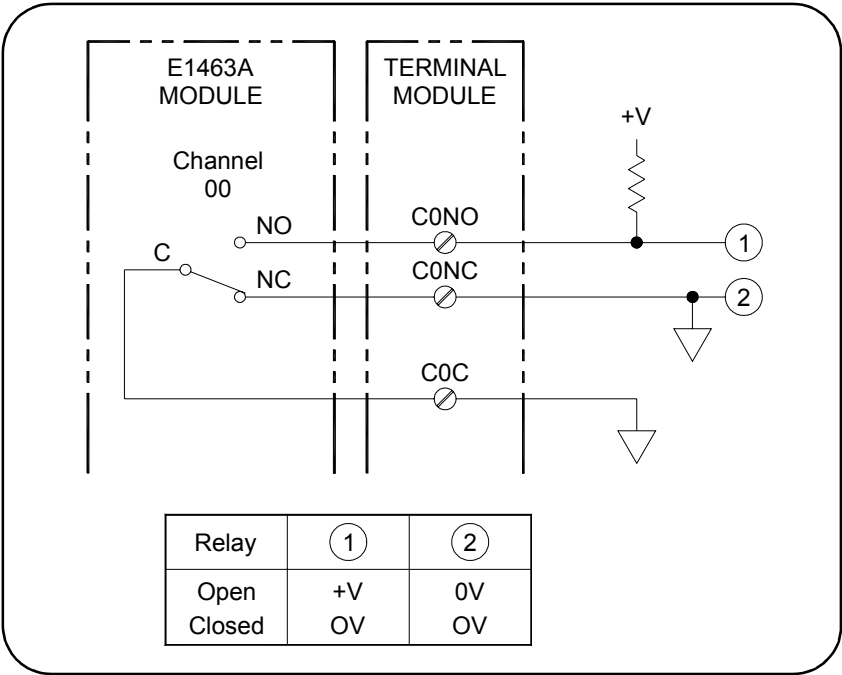 E1463A
MODULE
TERMINAL
MODULE
+V
Channel
00
NO
C0NO
1
C
NC
C0NC
2
C0C
Relay 1 2
Open +V 0V
Closed OV OV